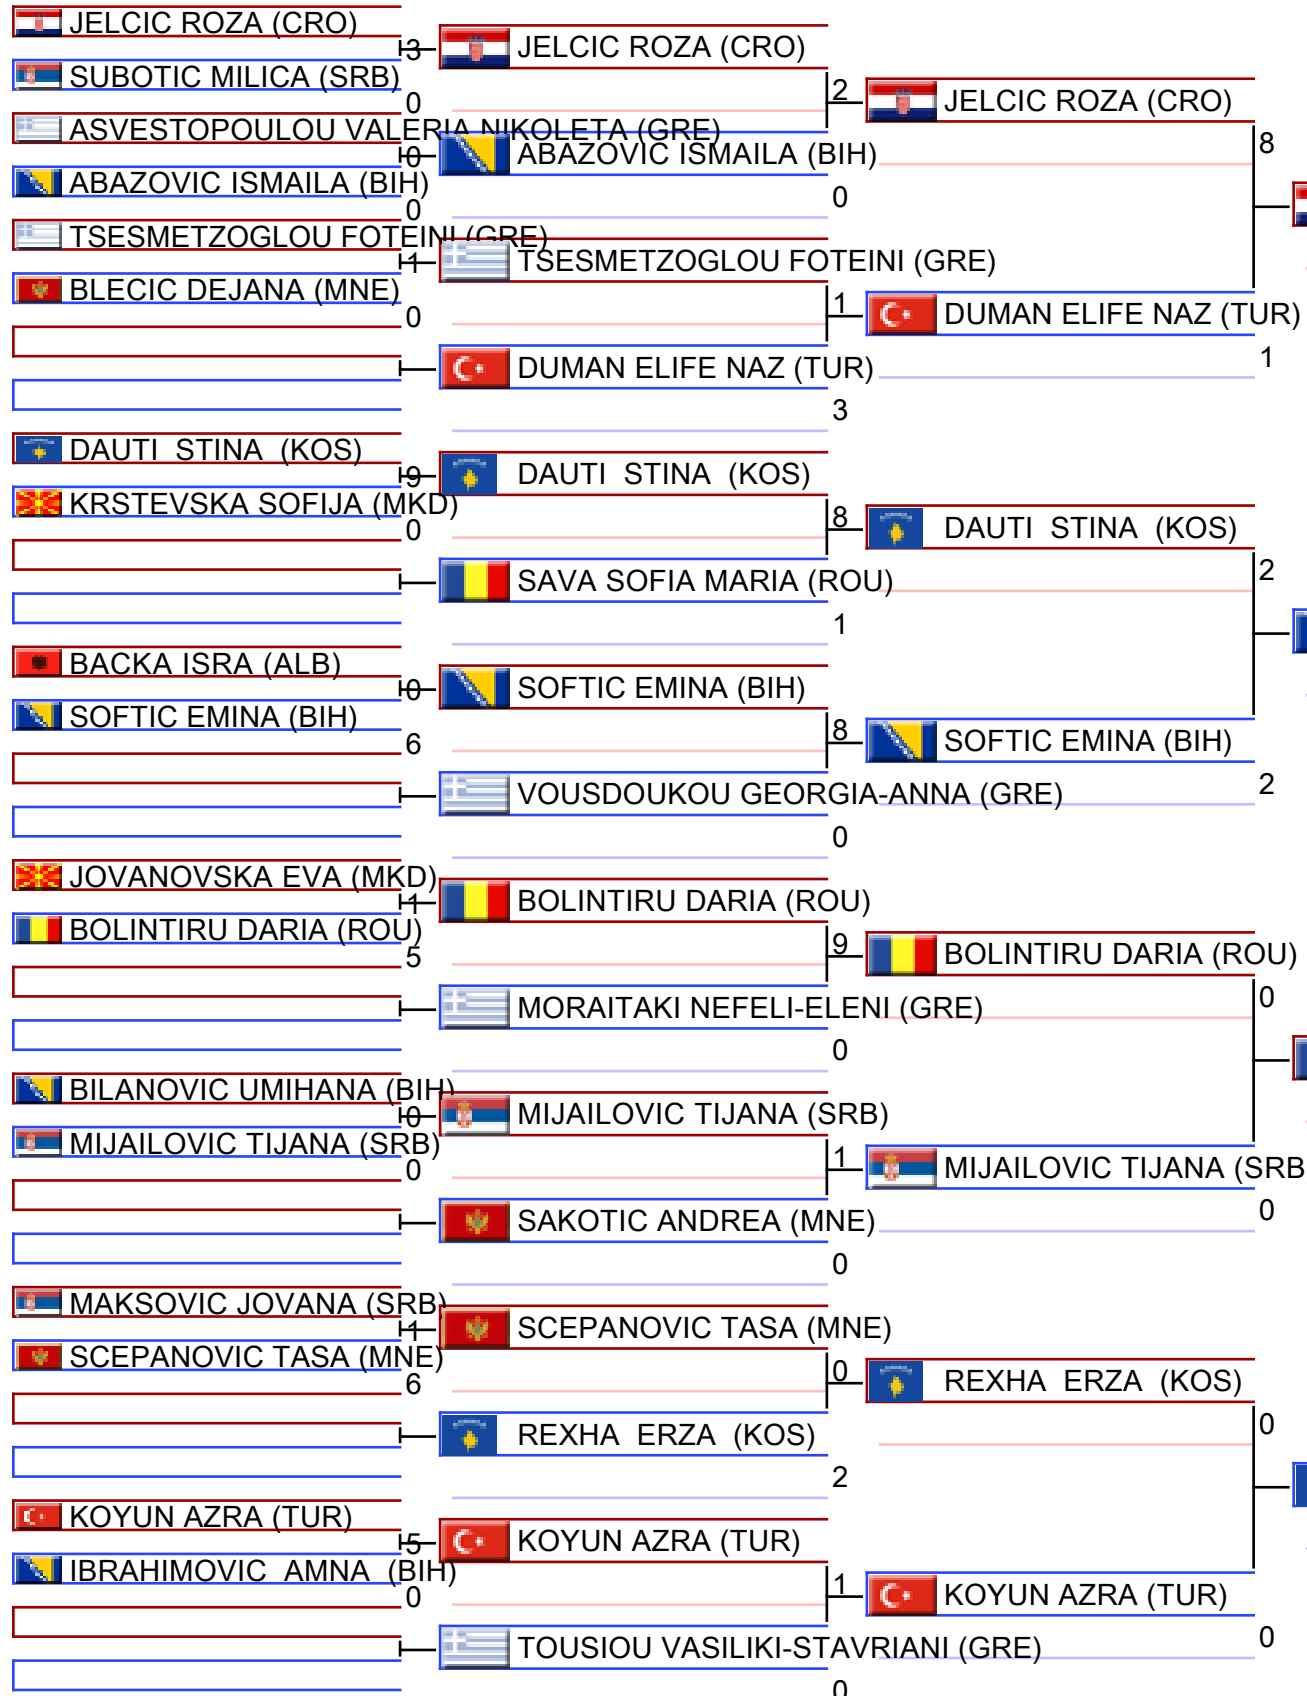 JELCIC ROZA (CRO)
3
SUBOTIC MILICA (SRB)
0
ASVESTOPOULOU VALERIA NIKOLETA (GRE)
0
ABAZOVIC ISMAILA (BIH)
0
TSESMETZOGLOU FOTEINI (GRE)
1
BLECIC DEJANA (MNE)
0
DAUTI STINA (KOS)
9
KRSTEVSKA SOFIJA (MKD)
0
BACKA ISRA (ALB)
0
SOFTIC EMINA (BIH)
6
JOVANOVSKA EVA (MKD)
1
BOLINTIRU DARIA (ROU)
5
BILANOVIC UMIHANA (BIH)
0
MIJAILOVIC TIJANA (SRB)
0
MAKSOVIC JOVANA (SRB)
1
SCEPANOVIC TASA (MNE)
6
KOYUN AZRA (TUR)
5
IBRAHIMOVIC AMNA (BIH)
0
JELCIC ROZA (CRO)
2
ABAZOVIC ISMAILA (BIH)
0
TSESMETZOGLOU FOTEINI (GRE)
1
DUMAN ELIFE NAZ (TUR)
3
DAUTI STINA (KOS)
8
SAVA SOFIA MARIA (ROU)
1
SOFTIC EMINA (BIH)
8
VOUSDOUKOU GEORGIA-ANNA (GRE)
0
BOLINTIRU DARIA (ROU)
9
MORAITAKI NEFELI-ELENI (GRE)
0
MIJAILOVIC TIJANA (SRB)
1
SAKOTIC ANDREA (MNE)
0
SCEPANOVIC TASA (MNE)
0
REXHA ERZA (KOS)
2
KOYUN AZRA (TUR)
1
TOUSIOU VASILIKI-STAVRIANI (GRE)
0
JELCIC ROZA (CRO)
8
DUMAN ELIFE NAZ (TUR)
1
DAUTI STINA (KOS)
2
SOFTIC EMINA (BIH)
2
BOLINTIRU DARIA (ROU)
0
MIJAILOVIC TIJANA (SRB
0
REXHA ERZA (KOS)
0
KOYUN AZRA (TUR)
0